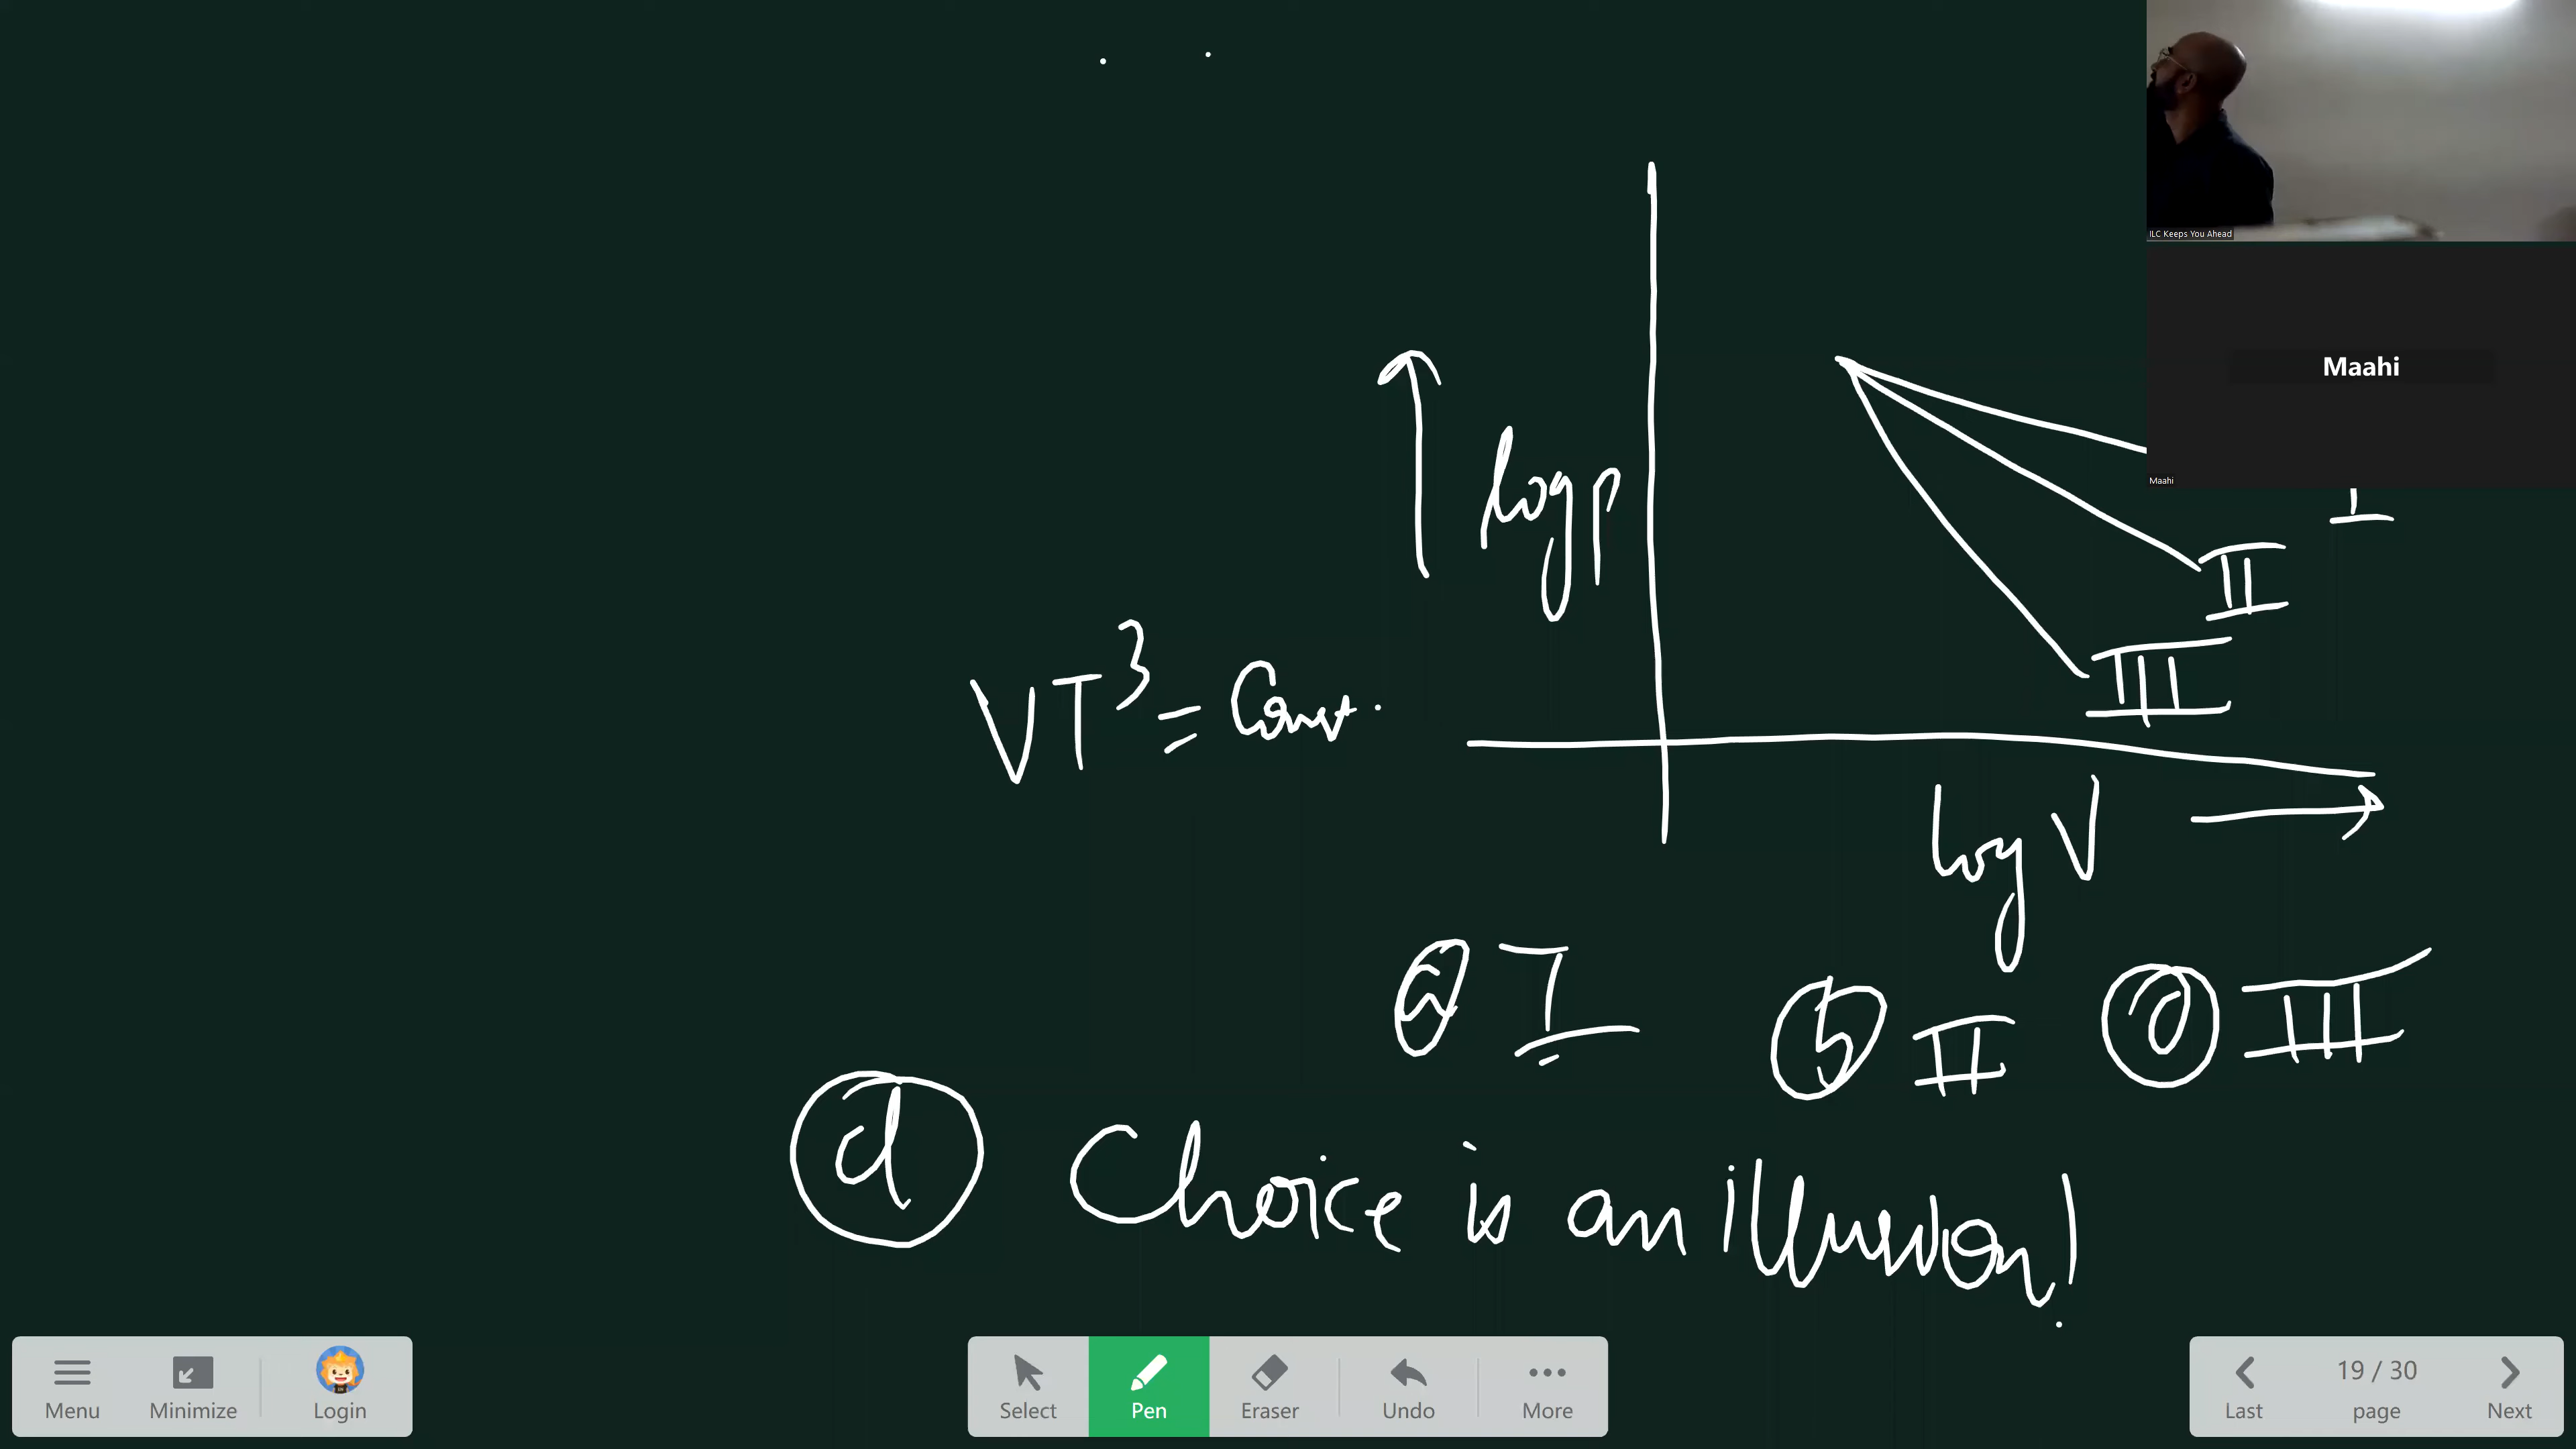 ILC Keeps You Ahead
Maahi
Maahi
log p
I
II
III
VT³ = Const.
log V
a I
b II
c III
d Choice is an illusion!
Menu
Minimize
Login
Select
Pen
Eraser
Undo
More
Last
19 / 30
page
Next